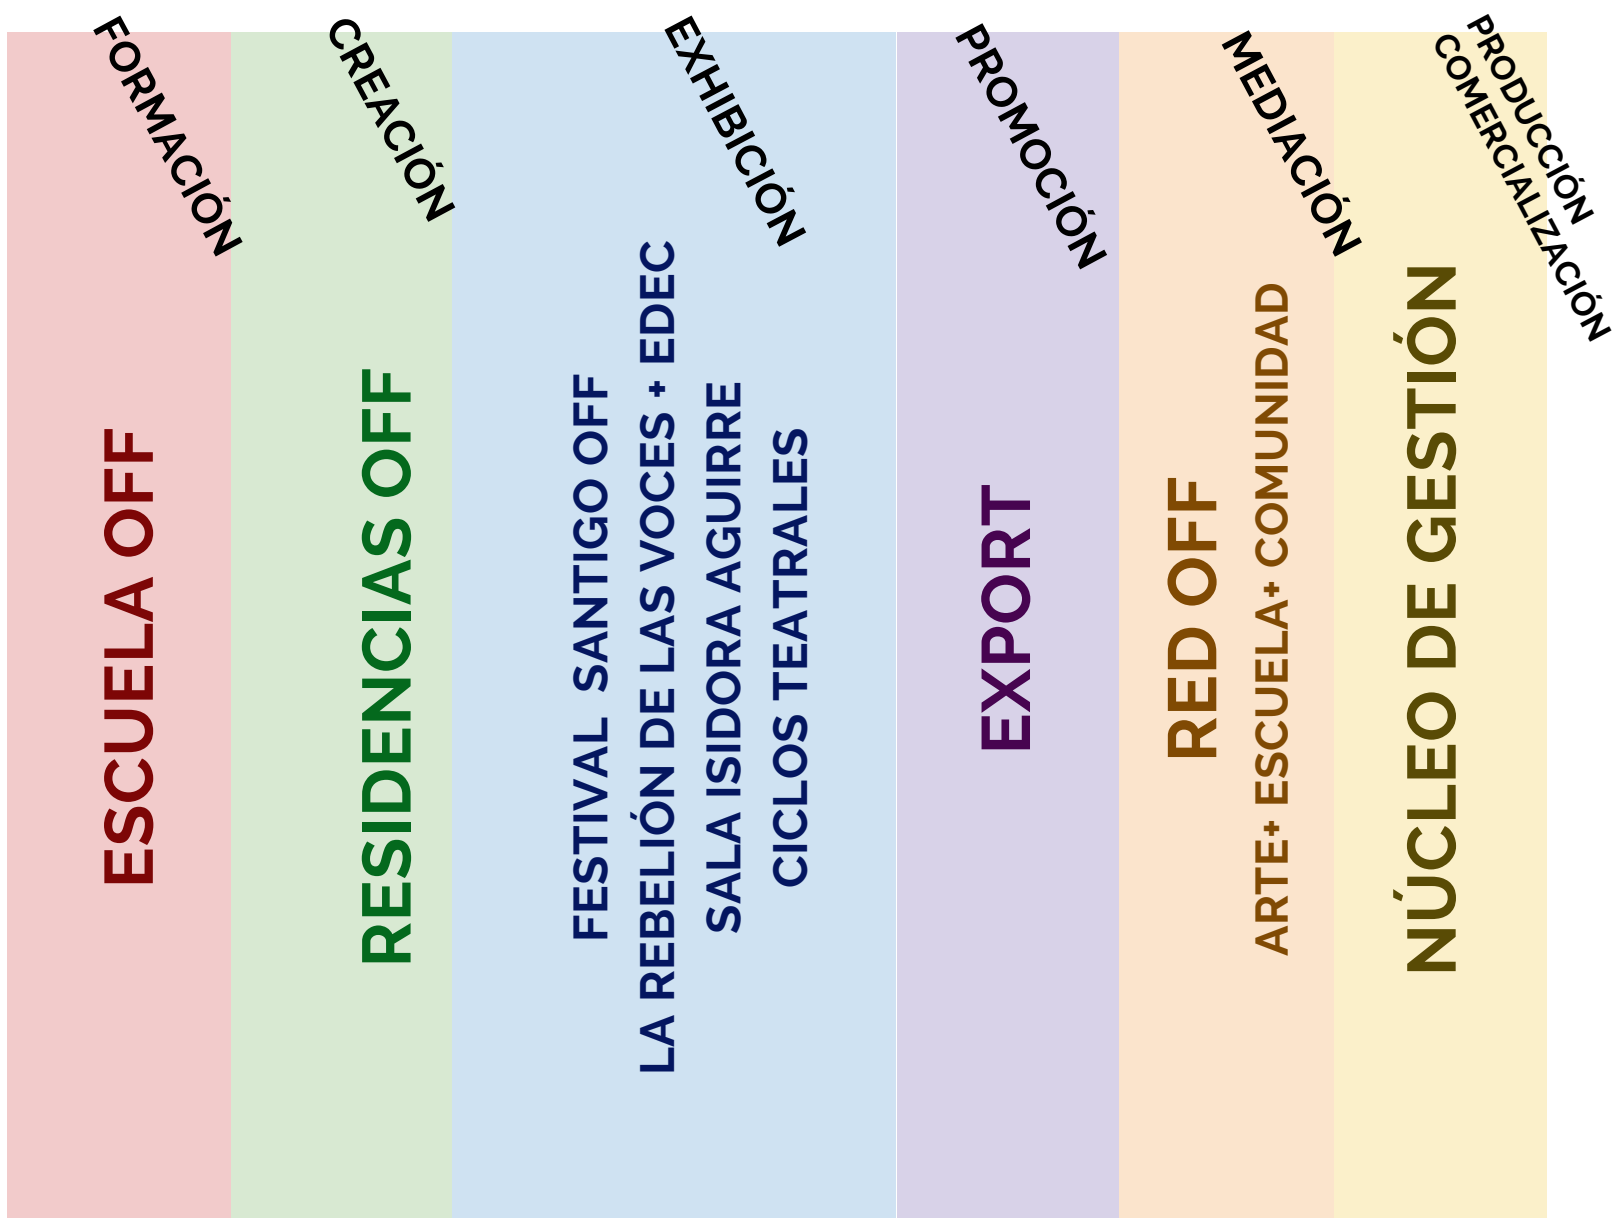 FORMACIÓN
ESCUELA OFF
CREACIÓN
RESIDENCIAS OFF
EXHIBICIÓN
FESTIVAL SANTIGO OFF
LA REBELIÓN DE LAS VOCES + EDEC
SALA ISIDORA AGUIRRE
CICLOS TEATRALES
PROMOCIÓN
EXPORT
MEDIACIÓN
RED OFF
ARTE+ ESCUELA+ COMUNIDAD
PRODUCCIÓN
COMERCIALIZACIÓN
NÚCLEO DE GESTIÓN